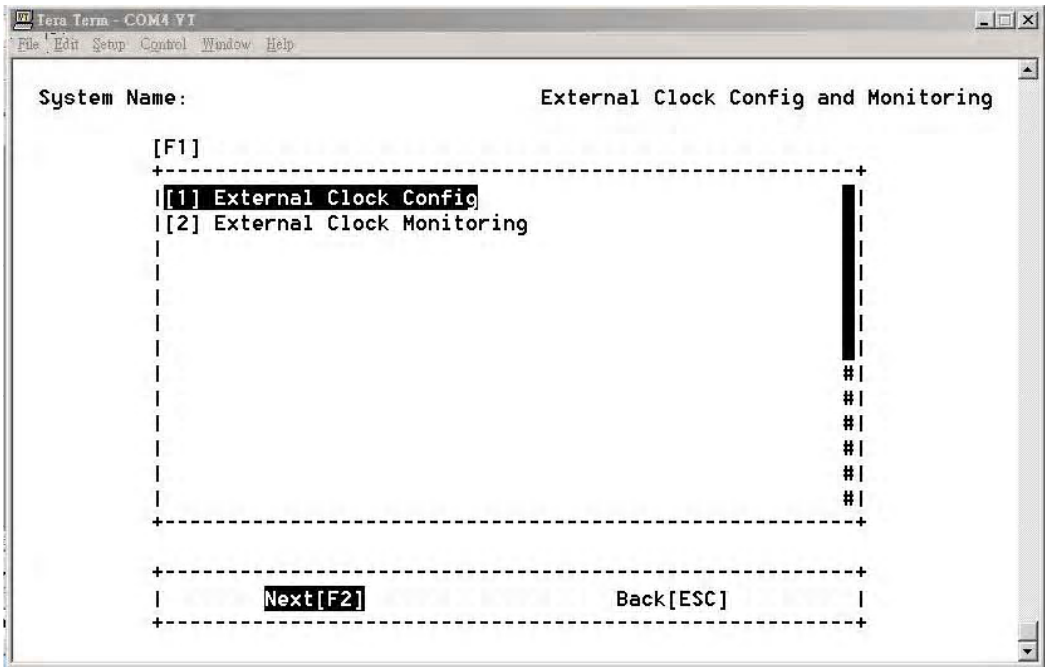 Tera Term - COM4 VT
File Edit Setup Control Window Help
System Name: External Clock Config and Monitoring
[F1]
[1] External Clock Config
[2] External Clock Monitoring
#
#
#
#
#
#
Next[F2] Back[ESC]